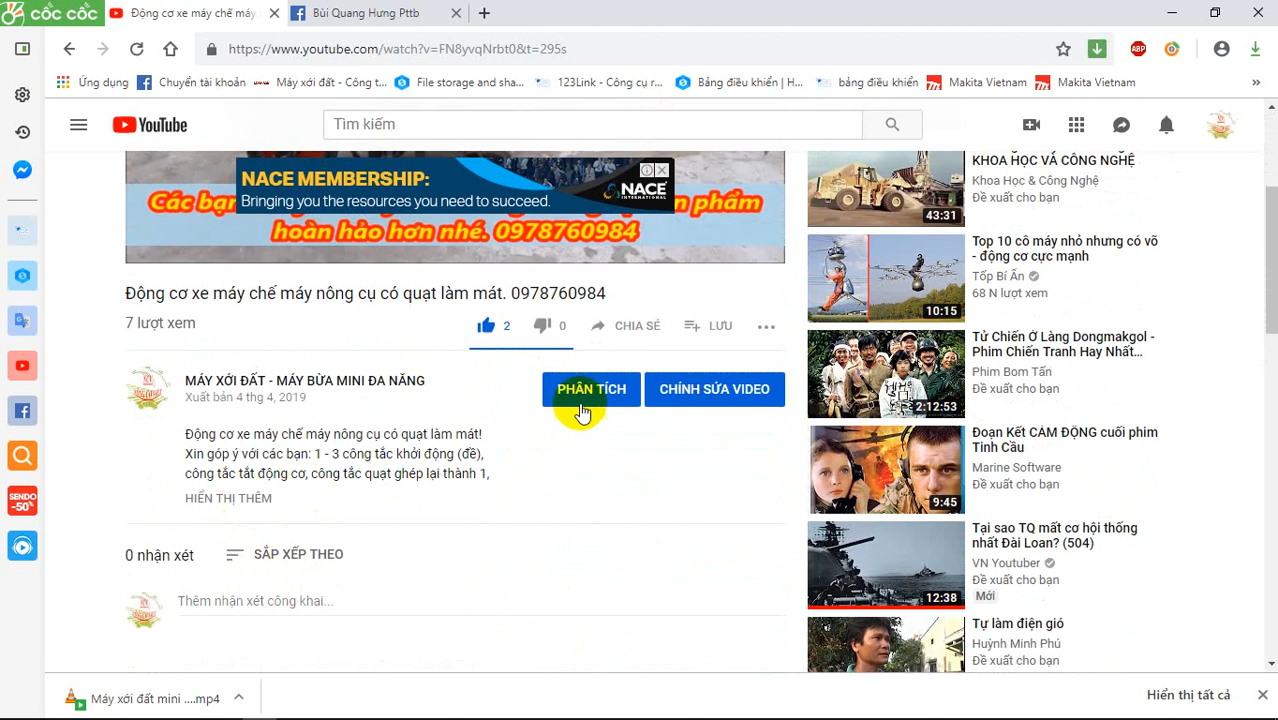 cốc cốc
Động cơ xe máy chế máy
Bùi Quang Hưng Pttb
https://www.youtube.com/watch?v=FN8yvqNrbt0&t=295s
ABP
Ứng dụng
Chuyển tài khoản
Máy xới đất - Công t...
File storage and sha...
123Link - Công cụ r...
Bảng điều khiển | H...
bảng điều khiển
Makita Vietnam
Makita Vietnam
»
YouTube
Tìm kiếm
NACE MEMBERSHIP:
Bringing you the resources you need to succeed.
NACE
INTERNATIONAL
hoàn hảo hơn nhé. 0978760984
Động cơ xe máy chế máy nông cụ có quạt làm mát. 0978760984
7 lượt xem
2
0
CHIA SẺ
LƯU
MÁY XỚI ĐẤT - MÁY BỪA MINI ĐA NĂNG
Xuất bản 4 thg 4, 2019
PHÂN TÍCH
CHỈNH SỬA VIDEO
Động cơ xe máy chế máy nông cụ có quạt làm mát!
Xin góp ý với các bạn: 1 - 3 công tắc khởi động (đề),
công tắc tắt động cơ, công tắc quạt ghép lại thành 1,
HIỂN THỊ THÊM
0 nhận xét
SẮP XẾP THEO
Thêm nhận xét công khai...
KHOA HỌC VÀ CÔNG NGHỆ
Khoa Học & Công Nghệ
Đề xuất cho bạn
43:31
Top 10 cỗ máy nhỏ nhưng có võ
- động cơ cực mạnh
Tốp Bí Ẩn
68 N lượt xem
10:15
Tử Chiến Ở Làng Dongmakgol -
Phim Chiến Tranh Hay Nhất...
Phim Bom Tấn
Đề xuất cho bạn
2:12:53
Đoạn Kết CẢM ĐỘNG cuối phim
Tình Cầu
Marine Software
Đề xuất cho bạn
9:45
Tại sao TQ mất cơ hội thống
nhất Đài Loan? (504)
VN Youtuber
Đề xuất cho bạn
Mới
12:38
Tự làm điện gió
Huỳnh Minh Phú
Đề xuất cho bạn
SENDO
-50%
Máy xới đất mini ....mp4
Hiển thị tất cả